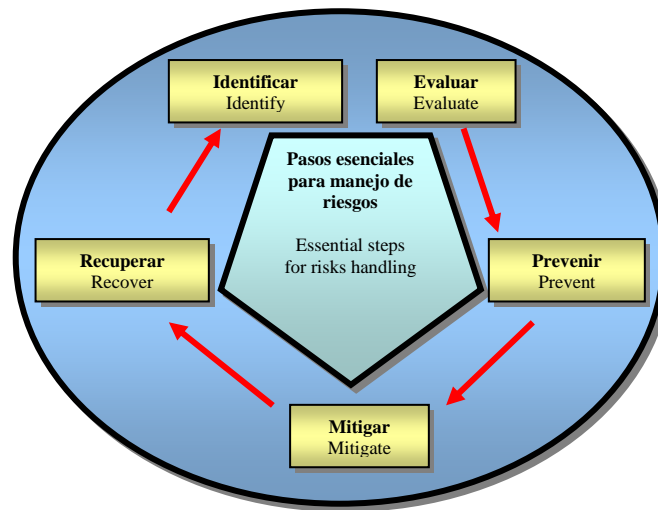 Identificar
Identify
Evaluar
Evaluate
Pasos esenciales
para manejo de
riesgos
Essential steps
for risks handling
Recuperar
Recover
Prevenir
Prevent
Mitigar
Mitigate